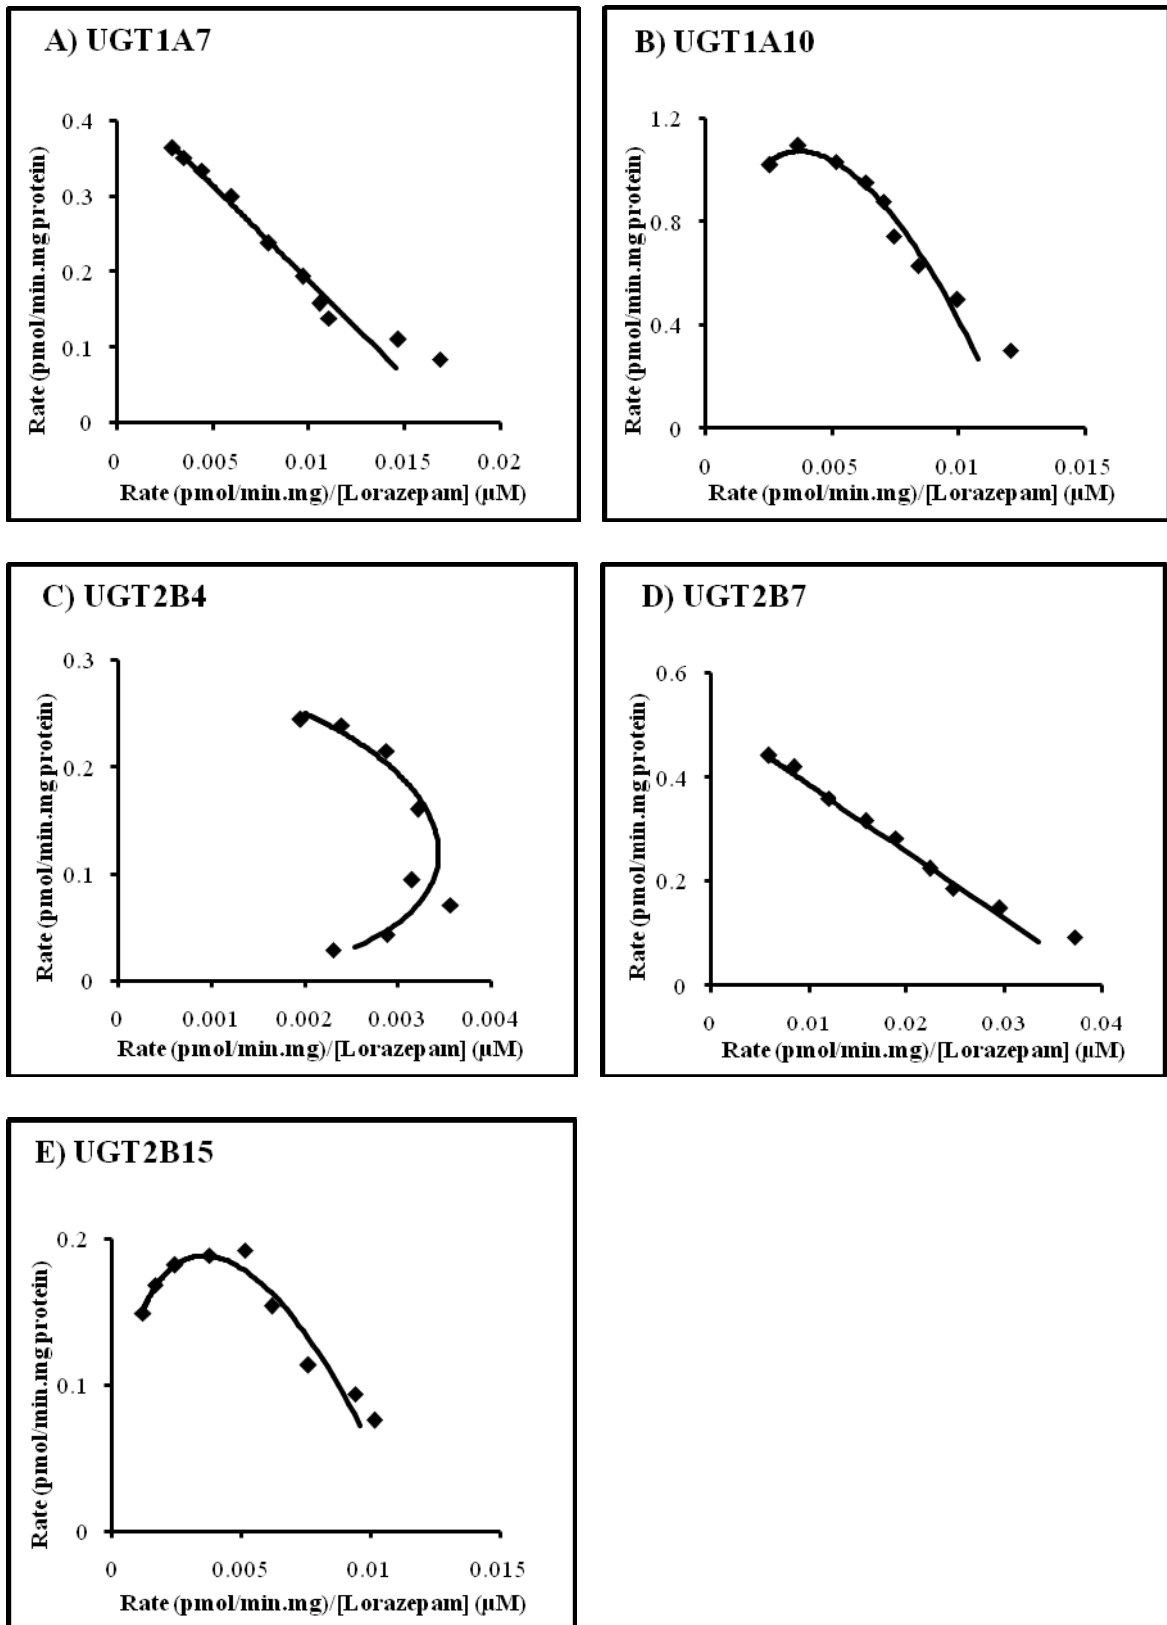 A) UGT1A7
Rate (pmol/min.mg protein)
0.4
0.3
0.2
0.1
0
0 0.005 0.01 0.015 0.02
Rate (pmol/min.mg)/[Lorazepam] (µM)
B) UGT1A10
Rate (pmol/min.mg protein)
1.2
0.8
0.4
0
0 0.005 0.01 0.015
Rate (pmol/min.mg)/[Lorazepam] (µM)
C) UGT2B4
Rate (pmol/min.mg protein)
0.3
0.2
0.1
0
0 0.001 0.002 0.003 0.004
Rate (pmol/min.mg)/[Lorazepam] (µM)
D) UGT2B7
Rate (pmol/min.mg protein)
0.6
0.4
0.2
0
0 0.01 0.02 0.03 0.04
Rate (pmol/min.mg)/[Lorazepam] (µM)
E) UGT2B15
Rate (pmol/min.mg protein)
0.2
0.1
0
0 0.005 0.01 0.015
Rate (pmol/min.mg)/[Lorazepam] (µM)